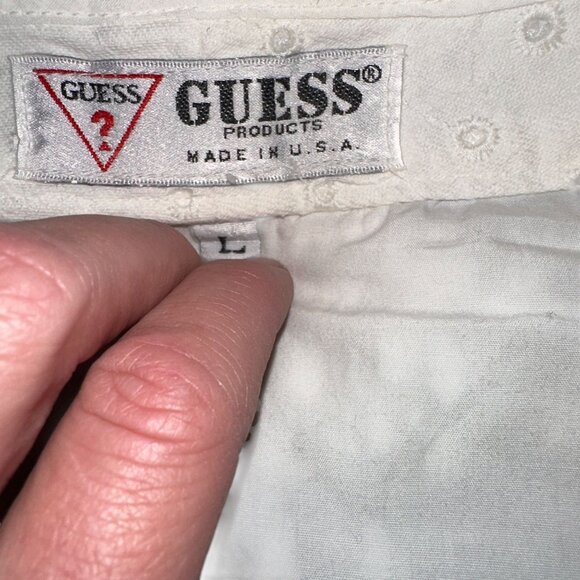 GUESS
?
GUESS®
PRODUCTS
MADE IN U.S.A.
L